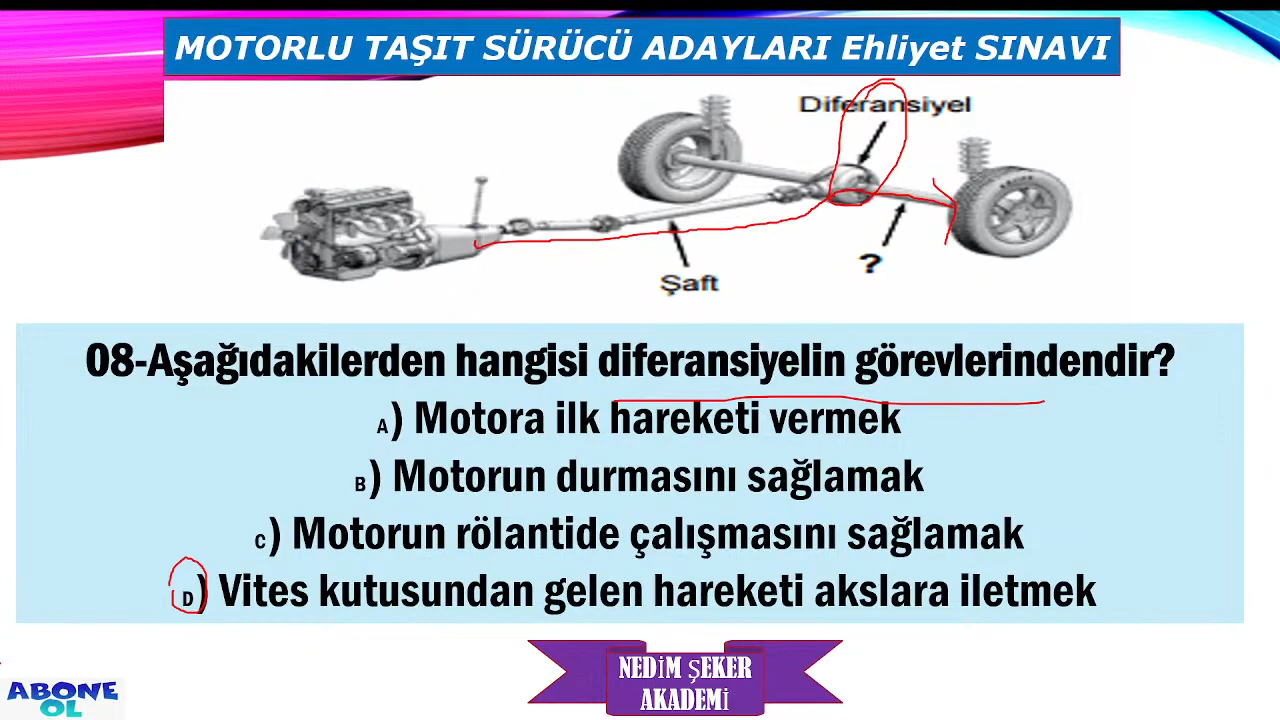 MOTORLU TAŞIT SÜRÜCÜ ADAYLARI Ehliyet SINAVI
Diferansiyel
?
Şaft
08-Aşağıdakilerden hangisi diferansiyelin görevlerindendir?
A) Motora ilk hareketi vermek
B) Motorun durmasını sağlamak
C) Motorun rölantide çalışmasını sağlamak
D) Vites kutusundan gelen hareketi akslara iletmek
NEDİM ŞEKER
AKADEMİ
ABONE
OL